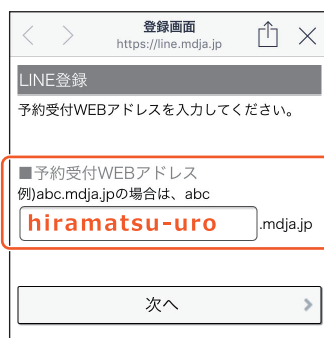 登録画面
https://line.mdja.jp
LINE登録
予約受付WEBアドレスを入力してください。
■予約受付WEBアドレス
例)abc.mdja.jpの場合は、abc
hiramatsu-uro .mdja.jp
次へ